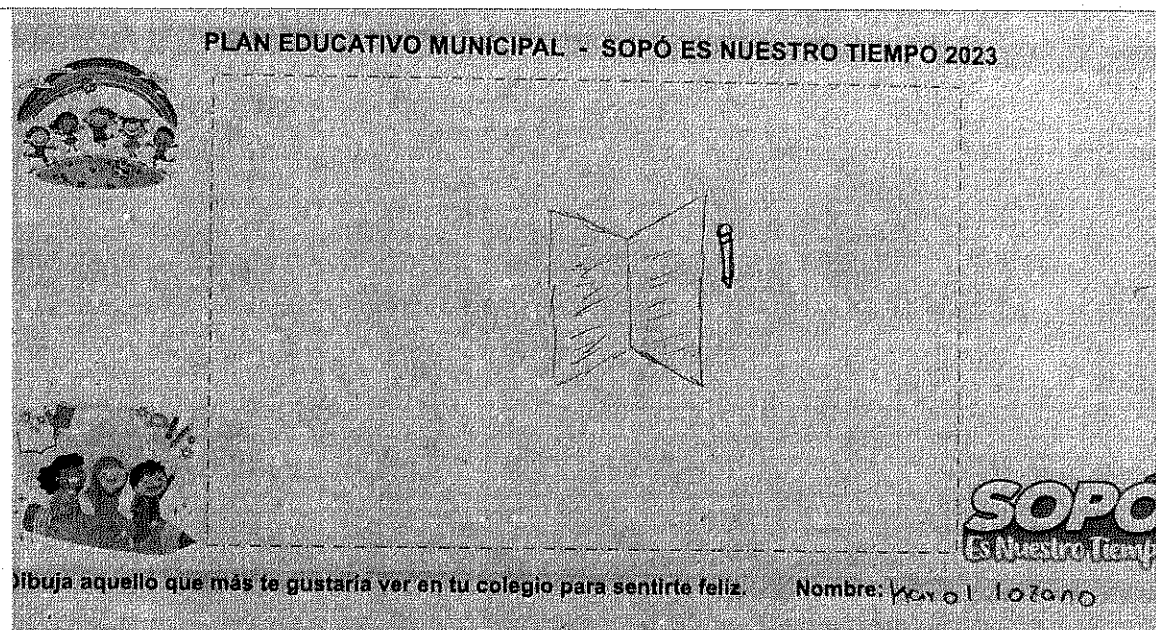 PLAN EDUCATIVO MUNICIPAL - SOPÓ ES NUESTRO TIEMPO 2023
SOPÓ
Es Nuestro Tiemp
Dibuja aquello que más te gustaría ver en tu colegio para sentirte feliz. Nombre: Karol lozano